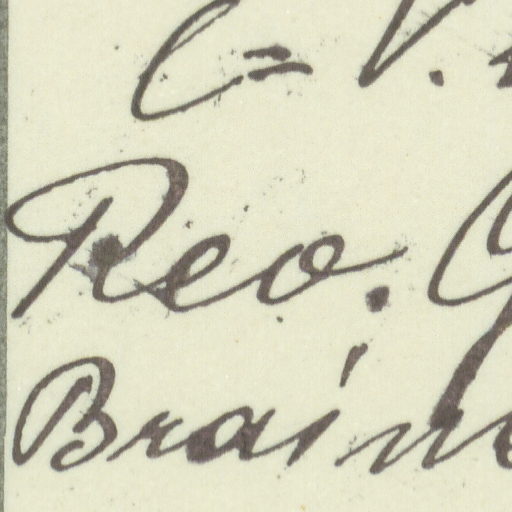 C= V.
Reo. G
Brain